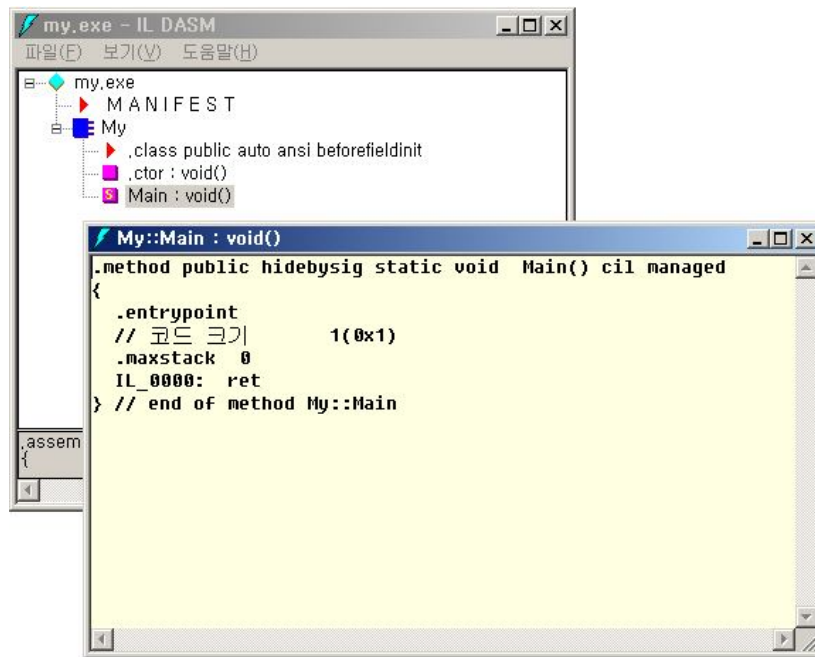 my.exe - IL DASM
파일(F) 보기(V) 도움말(H)
my.exe
M A N I F E S T
My
.class public auto ansi beforefieldinit
.ctor : void()
S Main : void()
.assem
{
My::Main : void()
.method public hidebysig static void  Main() cil managed
{
  .entrypoint
  // 코드 크기       1(0x1)
  .maxstack  0
  IL_0000:  ret
} // end of method My::Main